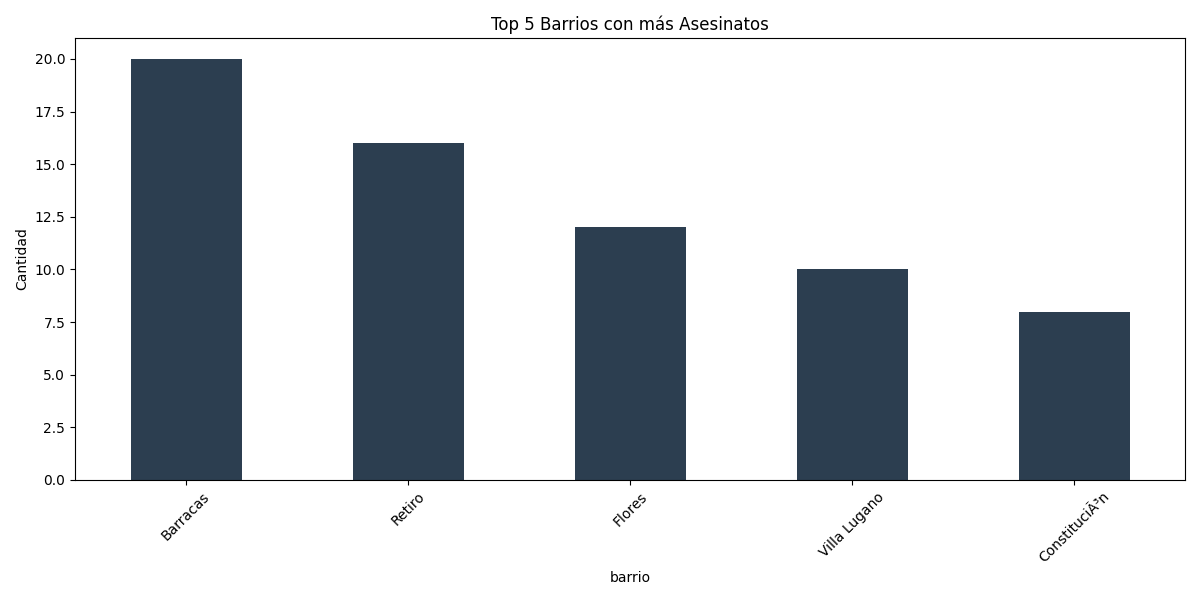 Top 5 Barrios con más Asesinatos
Cantidad
20.0
17.5
15.0
12.5
10.0
7.5
5.0
2.5
0.0
Barracas
Retiro
Flores
Villa Lugano
ConstituciÃ³n
barrio